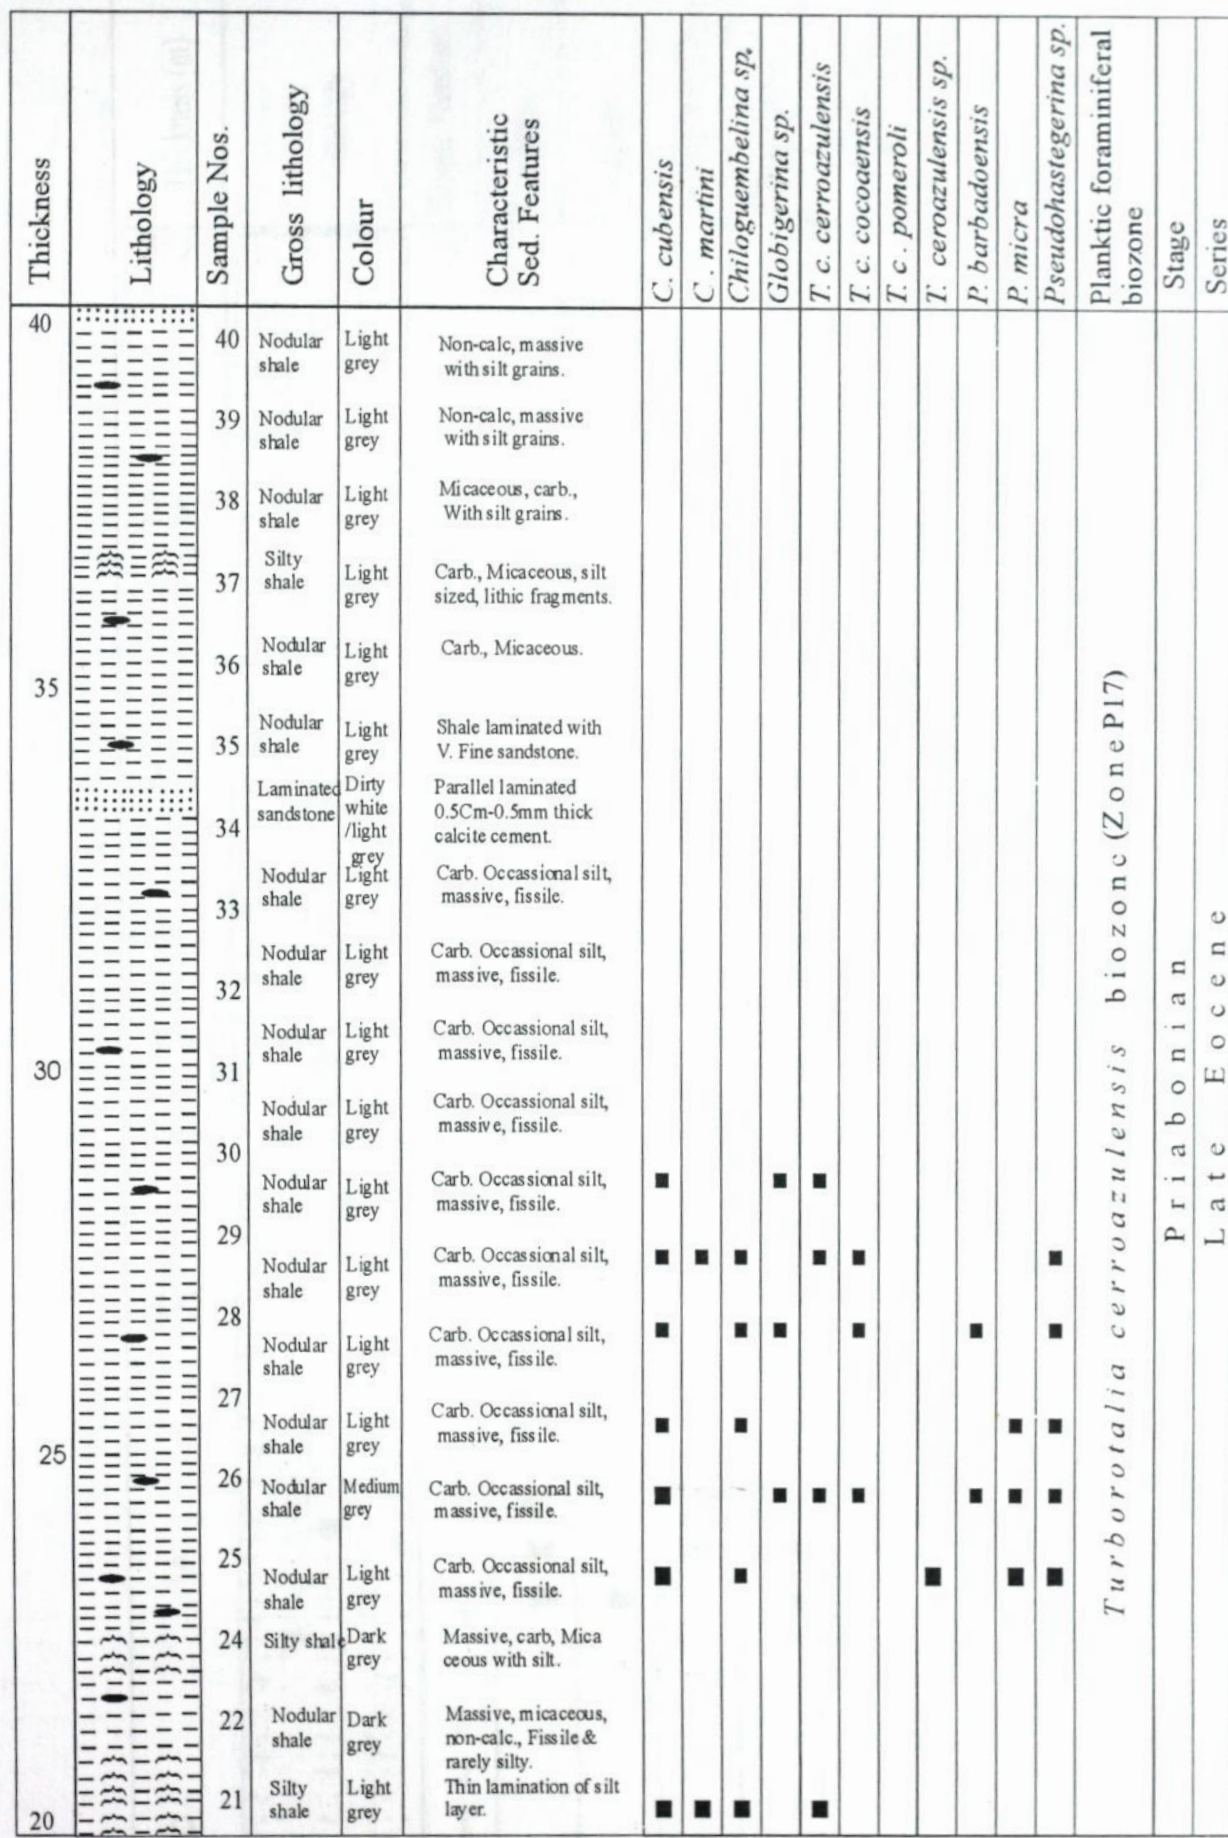 Thickness
Lithology
Sample Nos.
Gross lithology
Colour
Characteristic
Sed. Features
C. cubensis
C. martini
Chiloguembelina sp.
Globigerina sp.
T. c. cerroazulensis
T. c. cocoaensis
T. c. pomeroli
T. ceroazulensis sp.
P. barbadoensis
P. micra
Pseudohastegerina sp.
Planktic foraminiferal
biozone
Stage
Series
40
40 Nodular shale Light grey Non-calc, massive
with silt grains.
39 Nodular shale Light grey Non-calc, massive
with silt grains.
38 Nodular shale Light grey Micaceous, carb.,
With silt grains.
37 Silty shale Light grey Carb., Micaceous, silt
sized, lithic fragments.
36 Nodular shale Light grey Carb., Micaceous.
35
35 Nodular shale Light grey Shale laminated with
V. Fine sandstone.
34 Laminated sandstone Dirty white /light grey Parallel laminated
0.5Cm-0.5mm thick
calcite cement.
33 Nodular shale Light grey Carb. Occassional silt,
massive, fissile.
32 Nodular shale Light grey Carb. Occassional silt,
massive, fissile.
31 Nodular shale Light grey Carb. Occassional silt,
massive, fissile.
30
30 Nodular shale Light grey Carb. Occassional silt,
massive, fissile.
29 Nodular shale Light grey Carb. Occassional silt,
massive, fissile.
28 Nodular shale Light grey Carb. Occassional silt,
massive, fissile.
27 Nodular shale Light grey Carb. Occassional silt,
massive, fissile.
26 Nodular shale Light grey Carb. Occassional silt,
massive, fissile.
25
25 Nodular shale Medium grey Carb. Occassional silt,
massive, fissile.
Nodular shale Light grey Carb. Occassional silt,
massive, fissile.
24 Silty shale Dark grey Massive, carb, Mica
ceous with silt.
22 Nodular shale Dark grey Massive, micaceous,
non-calc., Fissile &
rarely silty.
21 Silty shale Light grey Thin lamination of silt
layer.
20
Turborotalia cerroazulensis biozonc (Zone P17)
Priabonian
Late Eocene